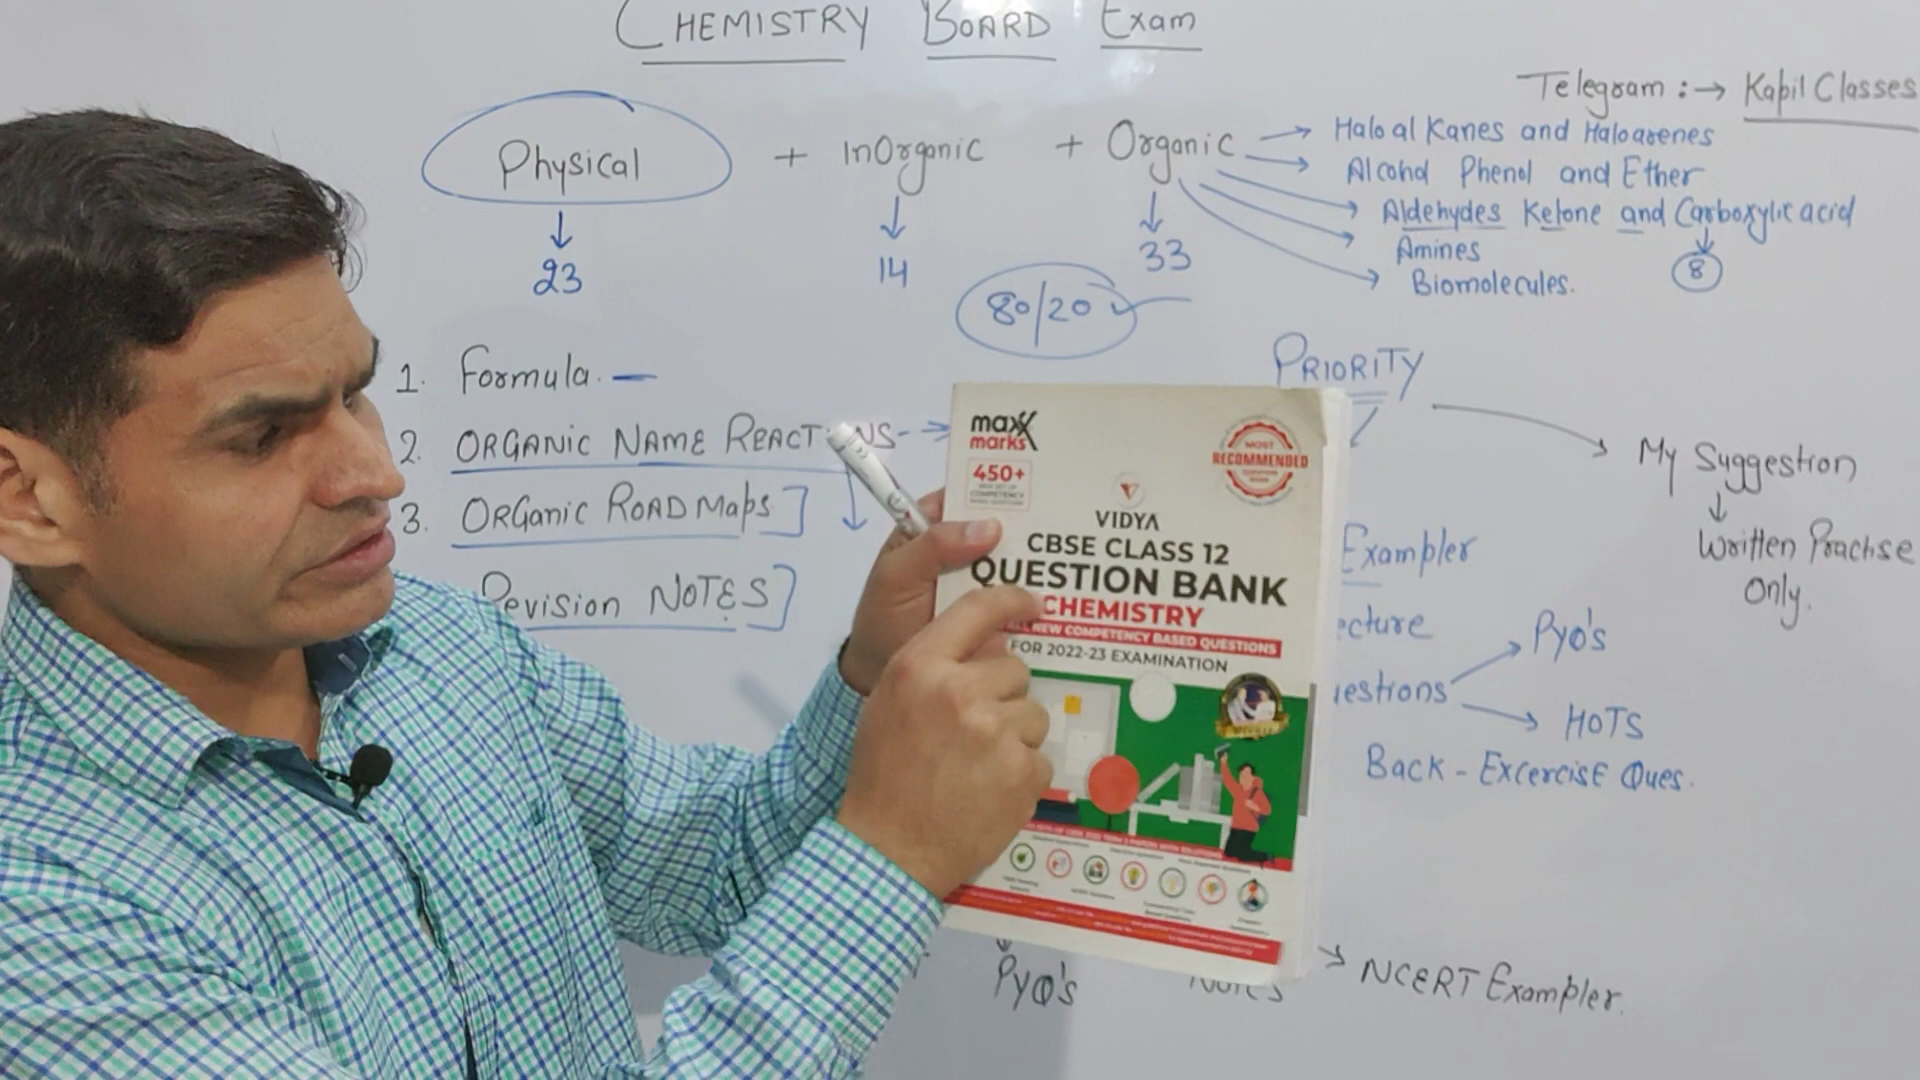 CHEMISTRY BOARD Exam
Telegram :→ Kapil Classes
Physical + InOrganic + Organic
23
14
33
Haloalkanes and Haloarenes
Alcohol Phenol and Ether
Aldehydes Ketone and Carboxylic acid
8
Amines
Biomolecules.
80/20
1. Formula.
2. ORGANIC NAME REACT
NS
3. ORGanic ROAD Maps
Revision NOTES
PRIORITY
My Suggestion
Written Practise
Only.
Exampler
ecture
estions
PyQ's
HOTS
Back - Excercise Ques.
PyQ's
Notes
NCERT Exampler.
maxx
marks
450+
COMPETENCY
MOST
RECOMMENDED
VIDYA
CBSE CLASS 12
QUESTION BANK
CHEMISTRY
NEW COMPETENCY BASED QUESTIONS
FOR 2022-23 EXAMINATION